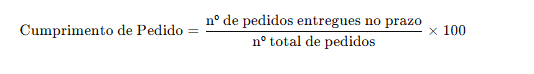 Cumprimento de Pedido = nº de pedidos entregues no prazo / nº total de pedidos × 100